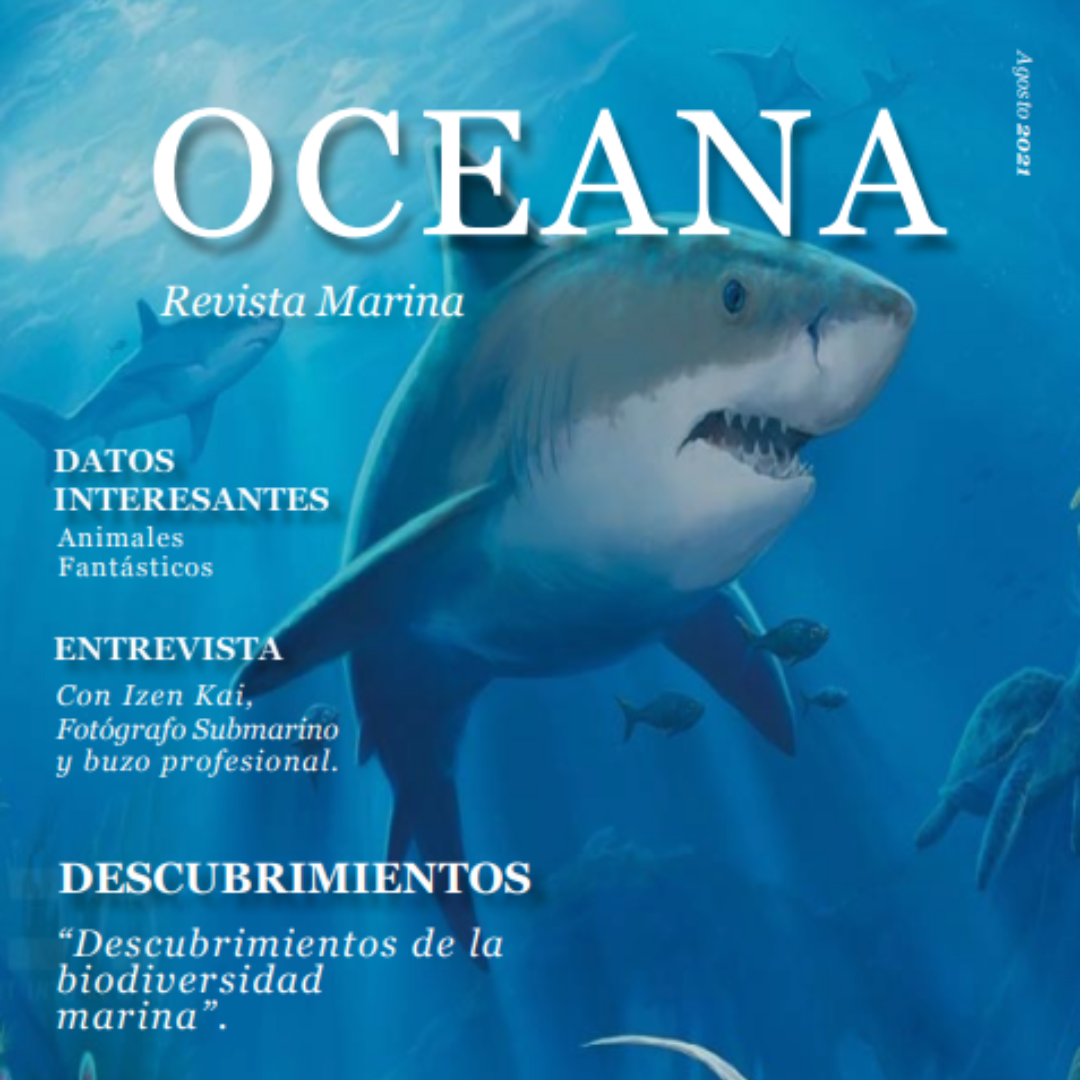 Agosto 2021
OCEANA
Revista Marina
DATOS
INTERESANTES
Animales
Fantásticos
ENTREVISTA
Con Izen Kai,
Fotógrafo Submarino
y buzo profesional.
DESCUBRIMIENTOS
“Descubrimientos de la
biodiversidad
marina”.